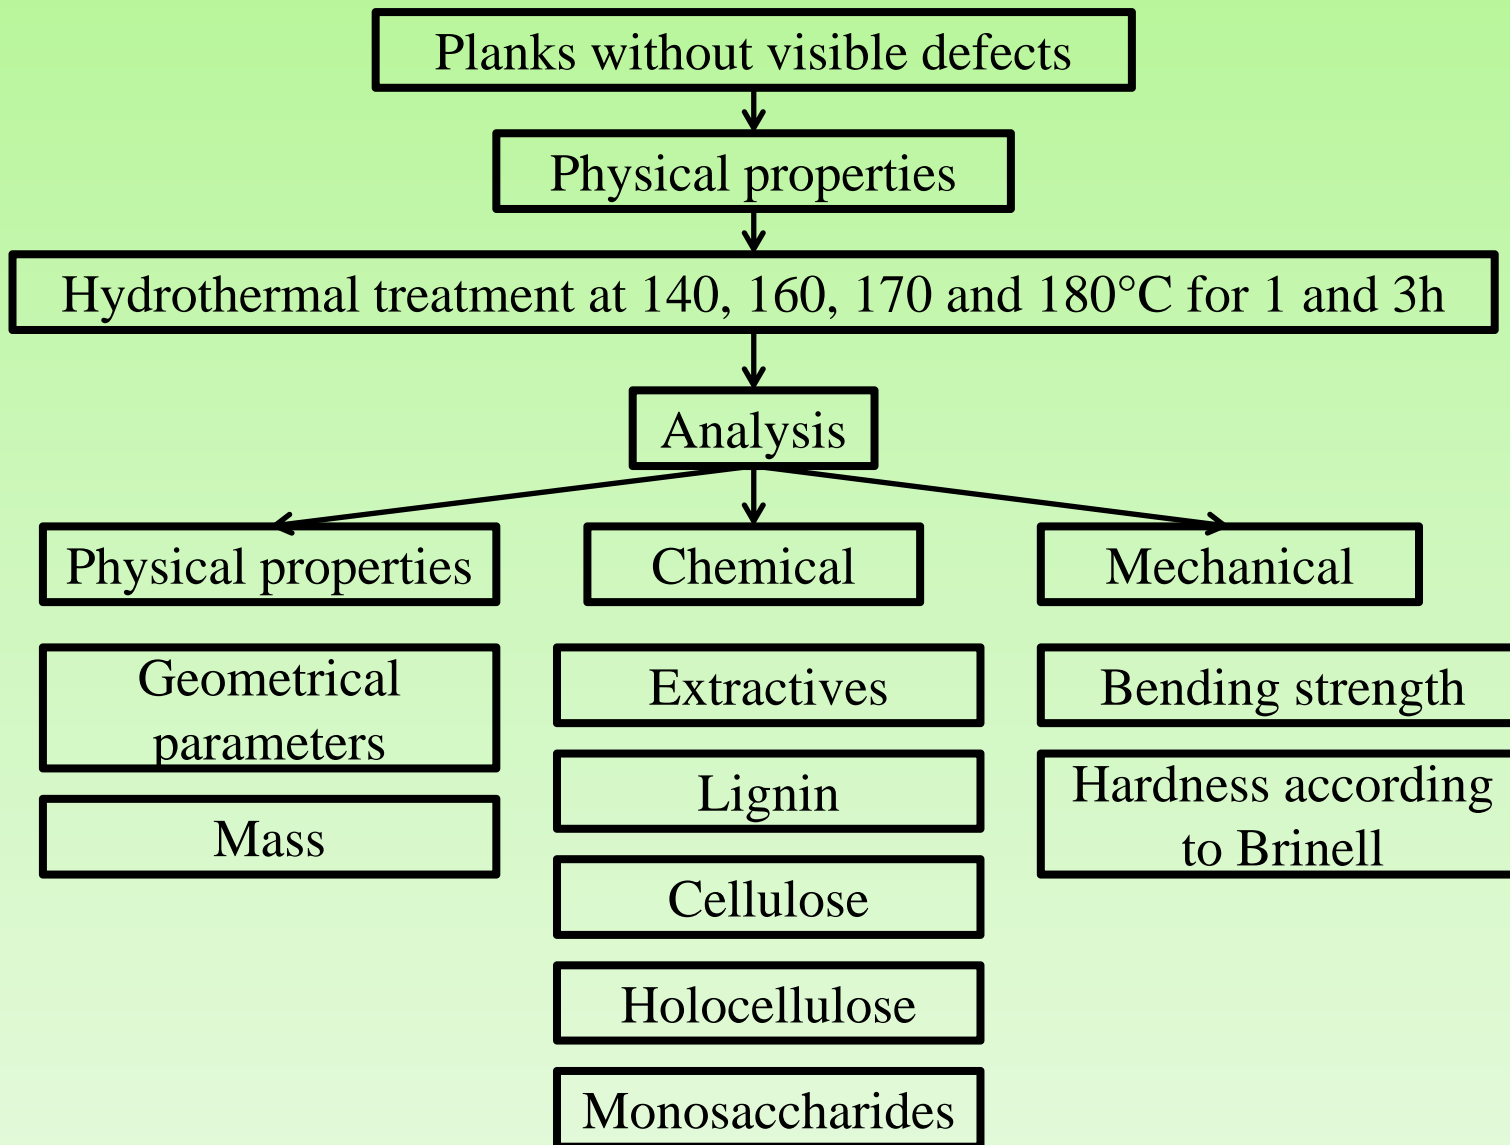 Planks without visible defects
Physical properties
Hydrothermal treatment at 140, 160, 170 and 180°C for 1 and 3h
Analysis
Physical properties
Chemical
Mechanical
Geometrical
parameters
Mass
Extractives
Lignin
Cellulose
Holocellulose
Monosaccharides
Bending strength
Hardness according
to Brinell